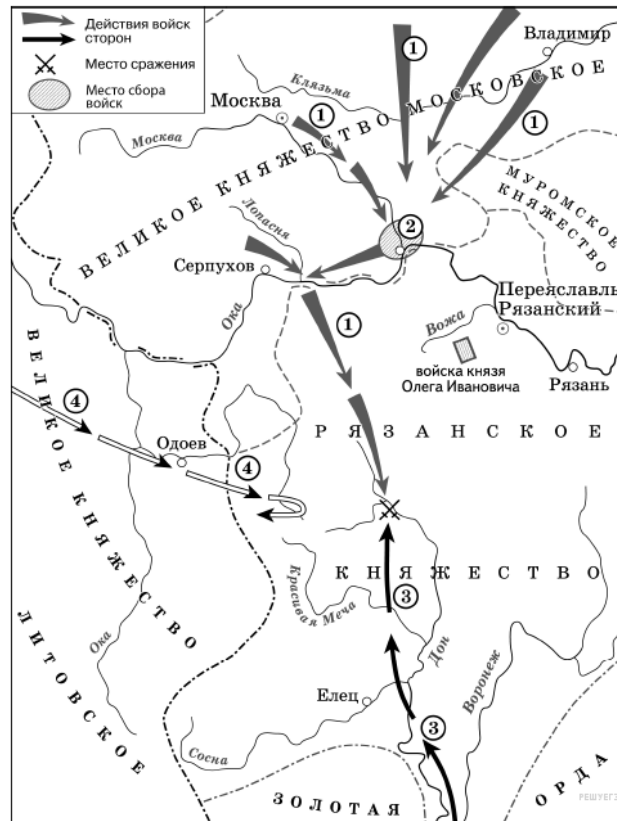 Действия войск
сторон
Место сражения
Место сбора
войск
1
Владимир
Клязьма
Москва
1
1
Москва
ВЕЛИКОЕ КНЯЖЕСТВО МОСКОВСКОЕ
МУРОМСКОЕ
КНЯЖЕСТВО
Лопасня
2
Серпухов
Ока
1
Переяславль
Рязанский
Вожа
войска князя
Олега Ивановича
Рязань
4
Одоев
4
РЯЗАНСКОЕ
КНЯЖЕСТВО
Красивая Меча
3
Дон
Воронеж
ВЕЛИКОЕ КНЯЖЕСТВО
ЛИТОВСКОЕ
Ока
Елец
3
Сосна
ЗОЛОТАЯ
ОРДА